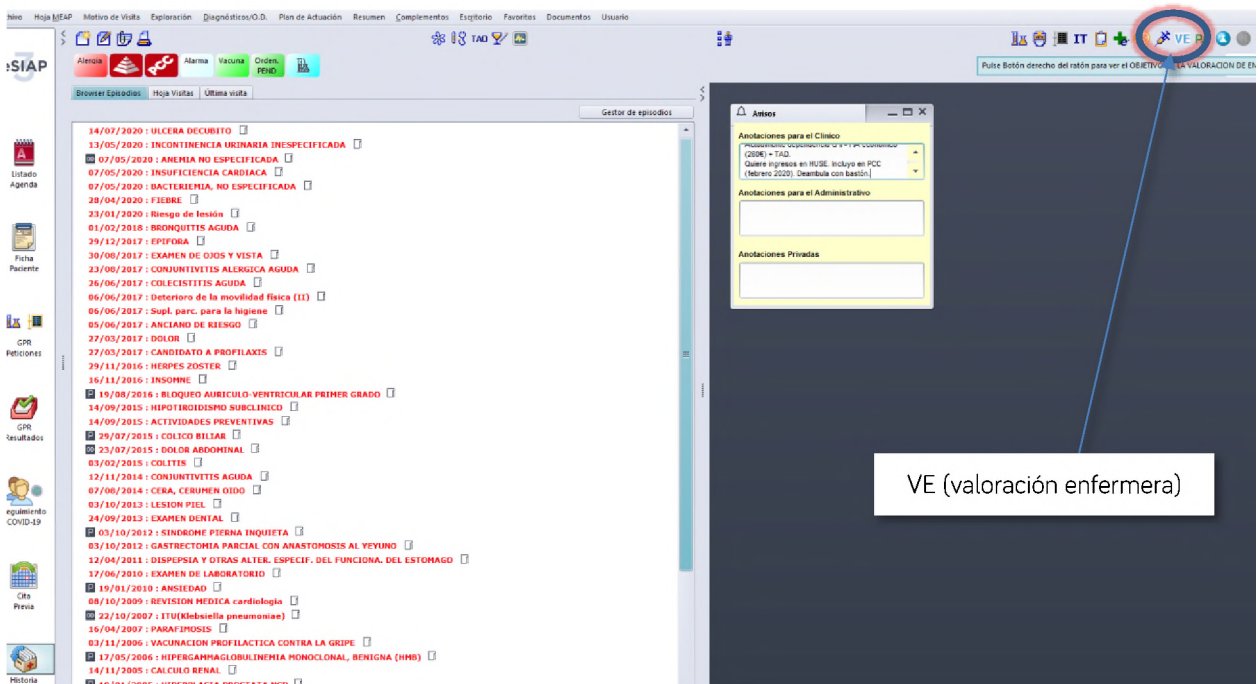 hivo Hoja MEAP Motivo de Visita Exploración Diagnósticos/O.D. Plan de Actuación Resumen Complementos Escritorio Favoritos Documentos Usuario
TAO
IT VE P
eSIAP
Alergia Alarma Vacuna Orden. PEND
Pulse Botón derecho del ratón para ver el OBJETIVO LA VALORACION DE EN
Browser Episodios Hoja Visitas Última visita
Gestor de episodios
14/07/2020 : ULCERA DECUBITO
13/05/2020 : INCONTINENCIA URINARIA INESPECIFICADA
07/05/2020 : ANEMIA NO ESPECIFICADA
07/05/2020 : INSUFICIENCIA CARDIACA
07/05/2020 : BACTERIEMIA, NO ESPECIFICADA
28/04/2020 : FIEBRE
23/01/2020 : Riesgo de lesión
01/02/2018 : BRONQUITIS AGUDA
29/12/2017 : EPIFORA
30/08/2017 : EXAMEN DE OJOS Y VISTA
23/08/2017 : CONJUNTIVITIS ALERGICA AGUDA
26/06/2017 : COLECISTITIS AGUDA
06/06/2017 : Deterioro de la movilidad física (II)
06/06/2017 : Supl. parc. para la higiene
05/06/2017 : ANCIANO DE RIESGO
27/03/2017 : DOLOR
27/03/2017 : CANDIDATO A PROFILAXIS
29/11/2016 : HERPES ZOSTER
16/11/2016 : INSOMNE
19/08/2016 : BLOQUEO AURICULO-VENTRICULAR PRIMER GRADO
14/09/2015 : HIPOTIROIDISMO SUBCLINICO
14/09/2015 : ACTIVIDADES PREVENTIVAS
29/07/2015 : COLICO BILIAR
23/07/2015 : DOLOR ABDOMINAL
03/02/2015 : COLITIS
12/11/2014 : CONJUNTIVITIS AGUDA
07/08/2014 : CERA, CERUMEN OIDO
03/10/2013 : LESION PIEL
24/09/2013 : EXAMEN DENTAL
03/10/2012 : SINDROME PIERNA INQUIETA
03/10/2012 : GASTRECTOMIA PARCIAL CON ANASTOMOSIS AL YEYUNO
12/04/2011 : DISPEPSIA Y OTRAS ALTER. ESPECIF. DEL FUNCIONA. DEL ESTOMAGO
17/06/2010 : EXAMEN DE LABORATORIO
19/01/2010 : ANSIEDAD
08/10/2009 : REVISION MEDICA cardiologia
22/10/2007 : ITU(Klebsiella pneumoniae)
16/04/2007 : PARAFIMOSIS
03/11/2006 : VACUNACION PROFILACTICA CONTRA LA GRIPE
17/05/2006 : HIPERGAMMAGLOBULINEMIA MONOCLONAL, BENIGNA (HMB)
14/11/2005 : CALCULO RENAL
Listado
Agenda
Ficha
Paciente
GPR
Peticiones
GPR
Resultados
eguimiento
COVID-19
Cita
Previa
Historia
Avisos
Anotaciones para el Clínico
(280€) + TAD.
Quiere ingresos en HUSE. Incluyo en PCC
(febrero 2020). Deambula con bastón.
Anotaciones para el Administrativo
Anotaciones Privadas
VE (valoración enfermera)